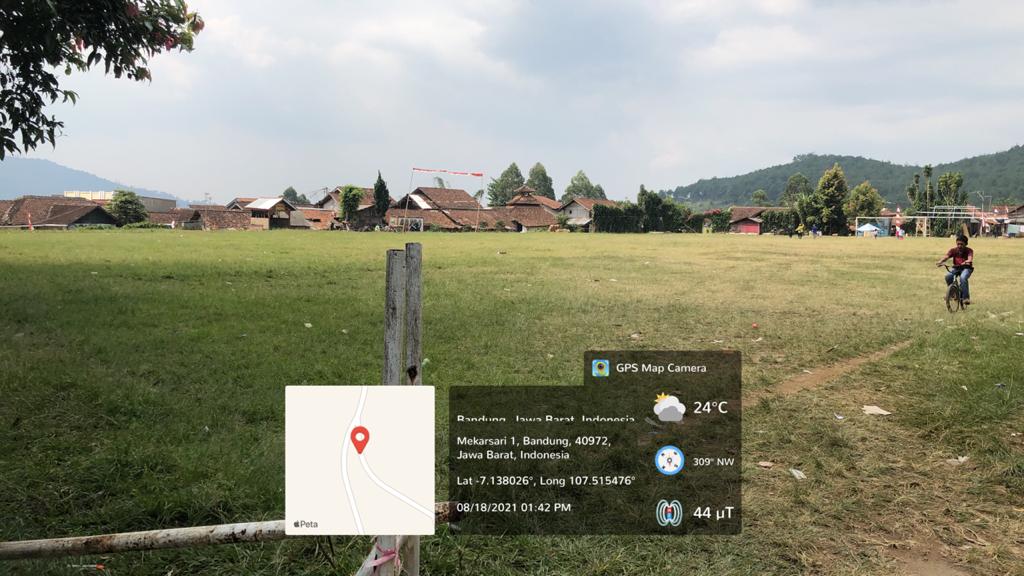 GPS Map Camera
Bandung, Jawa Barat, Indonesia
24°C
Mekarsari 1, Bandung, 40972,
Jawa Barat, Indonesia
309° NW
Lat -7.138026°, Long 107.515476°
08/18/2021 01:42 PM
44 µT
Peta